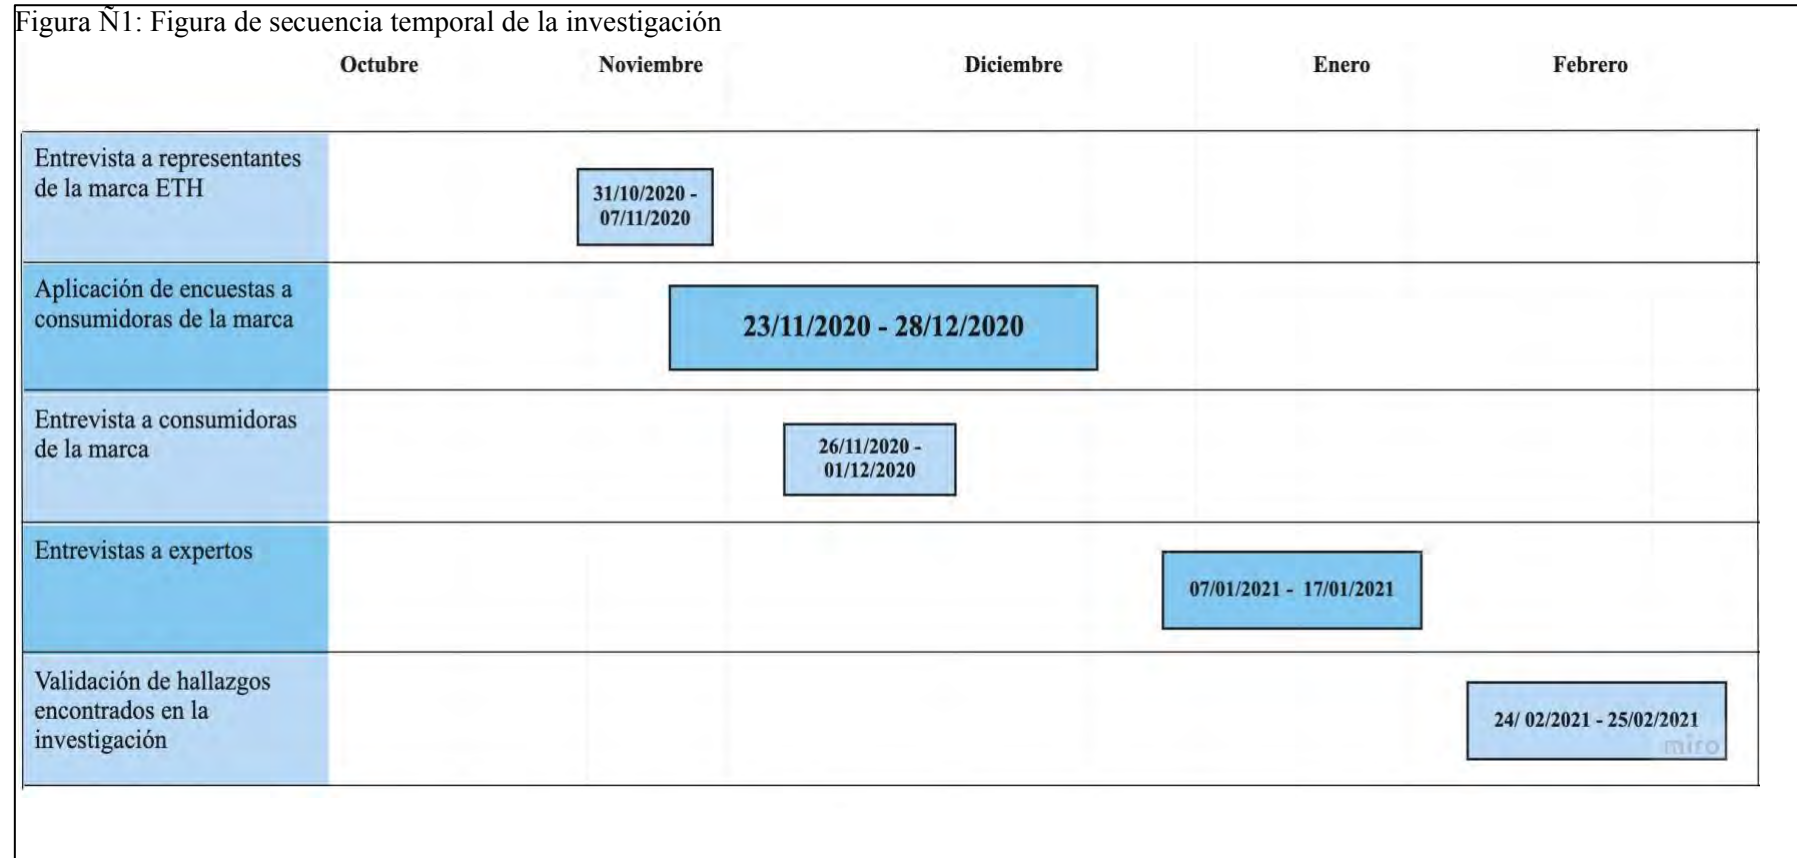 Figura Ñ1: Figura de secuencia temporal de la investigación
Octubre Noviembre Diciembre Enero Febrero
Entrevista a representantes
de la marca ETH
31/10/2020 -
07/11/2020
Aplicación de encuestas a
consumidoras de la marca
23/11/2020 - 28/12/2020
Entrevista a consumidoras
de la marca
26/11/2020 -
01/12/2020
Entrevistas a expertos
07/01/2021 - 17/01/2021
Validación de hallazgos
encontrados en la
investigación
24/ 02/2021 - 25/02/2021
miro